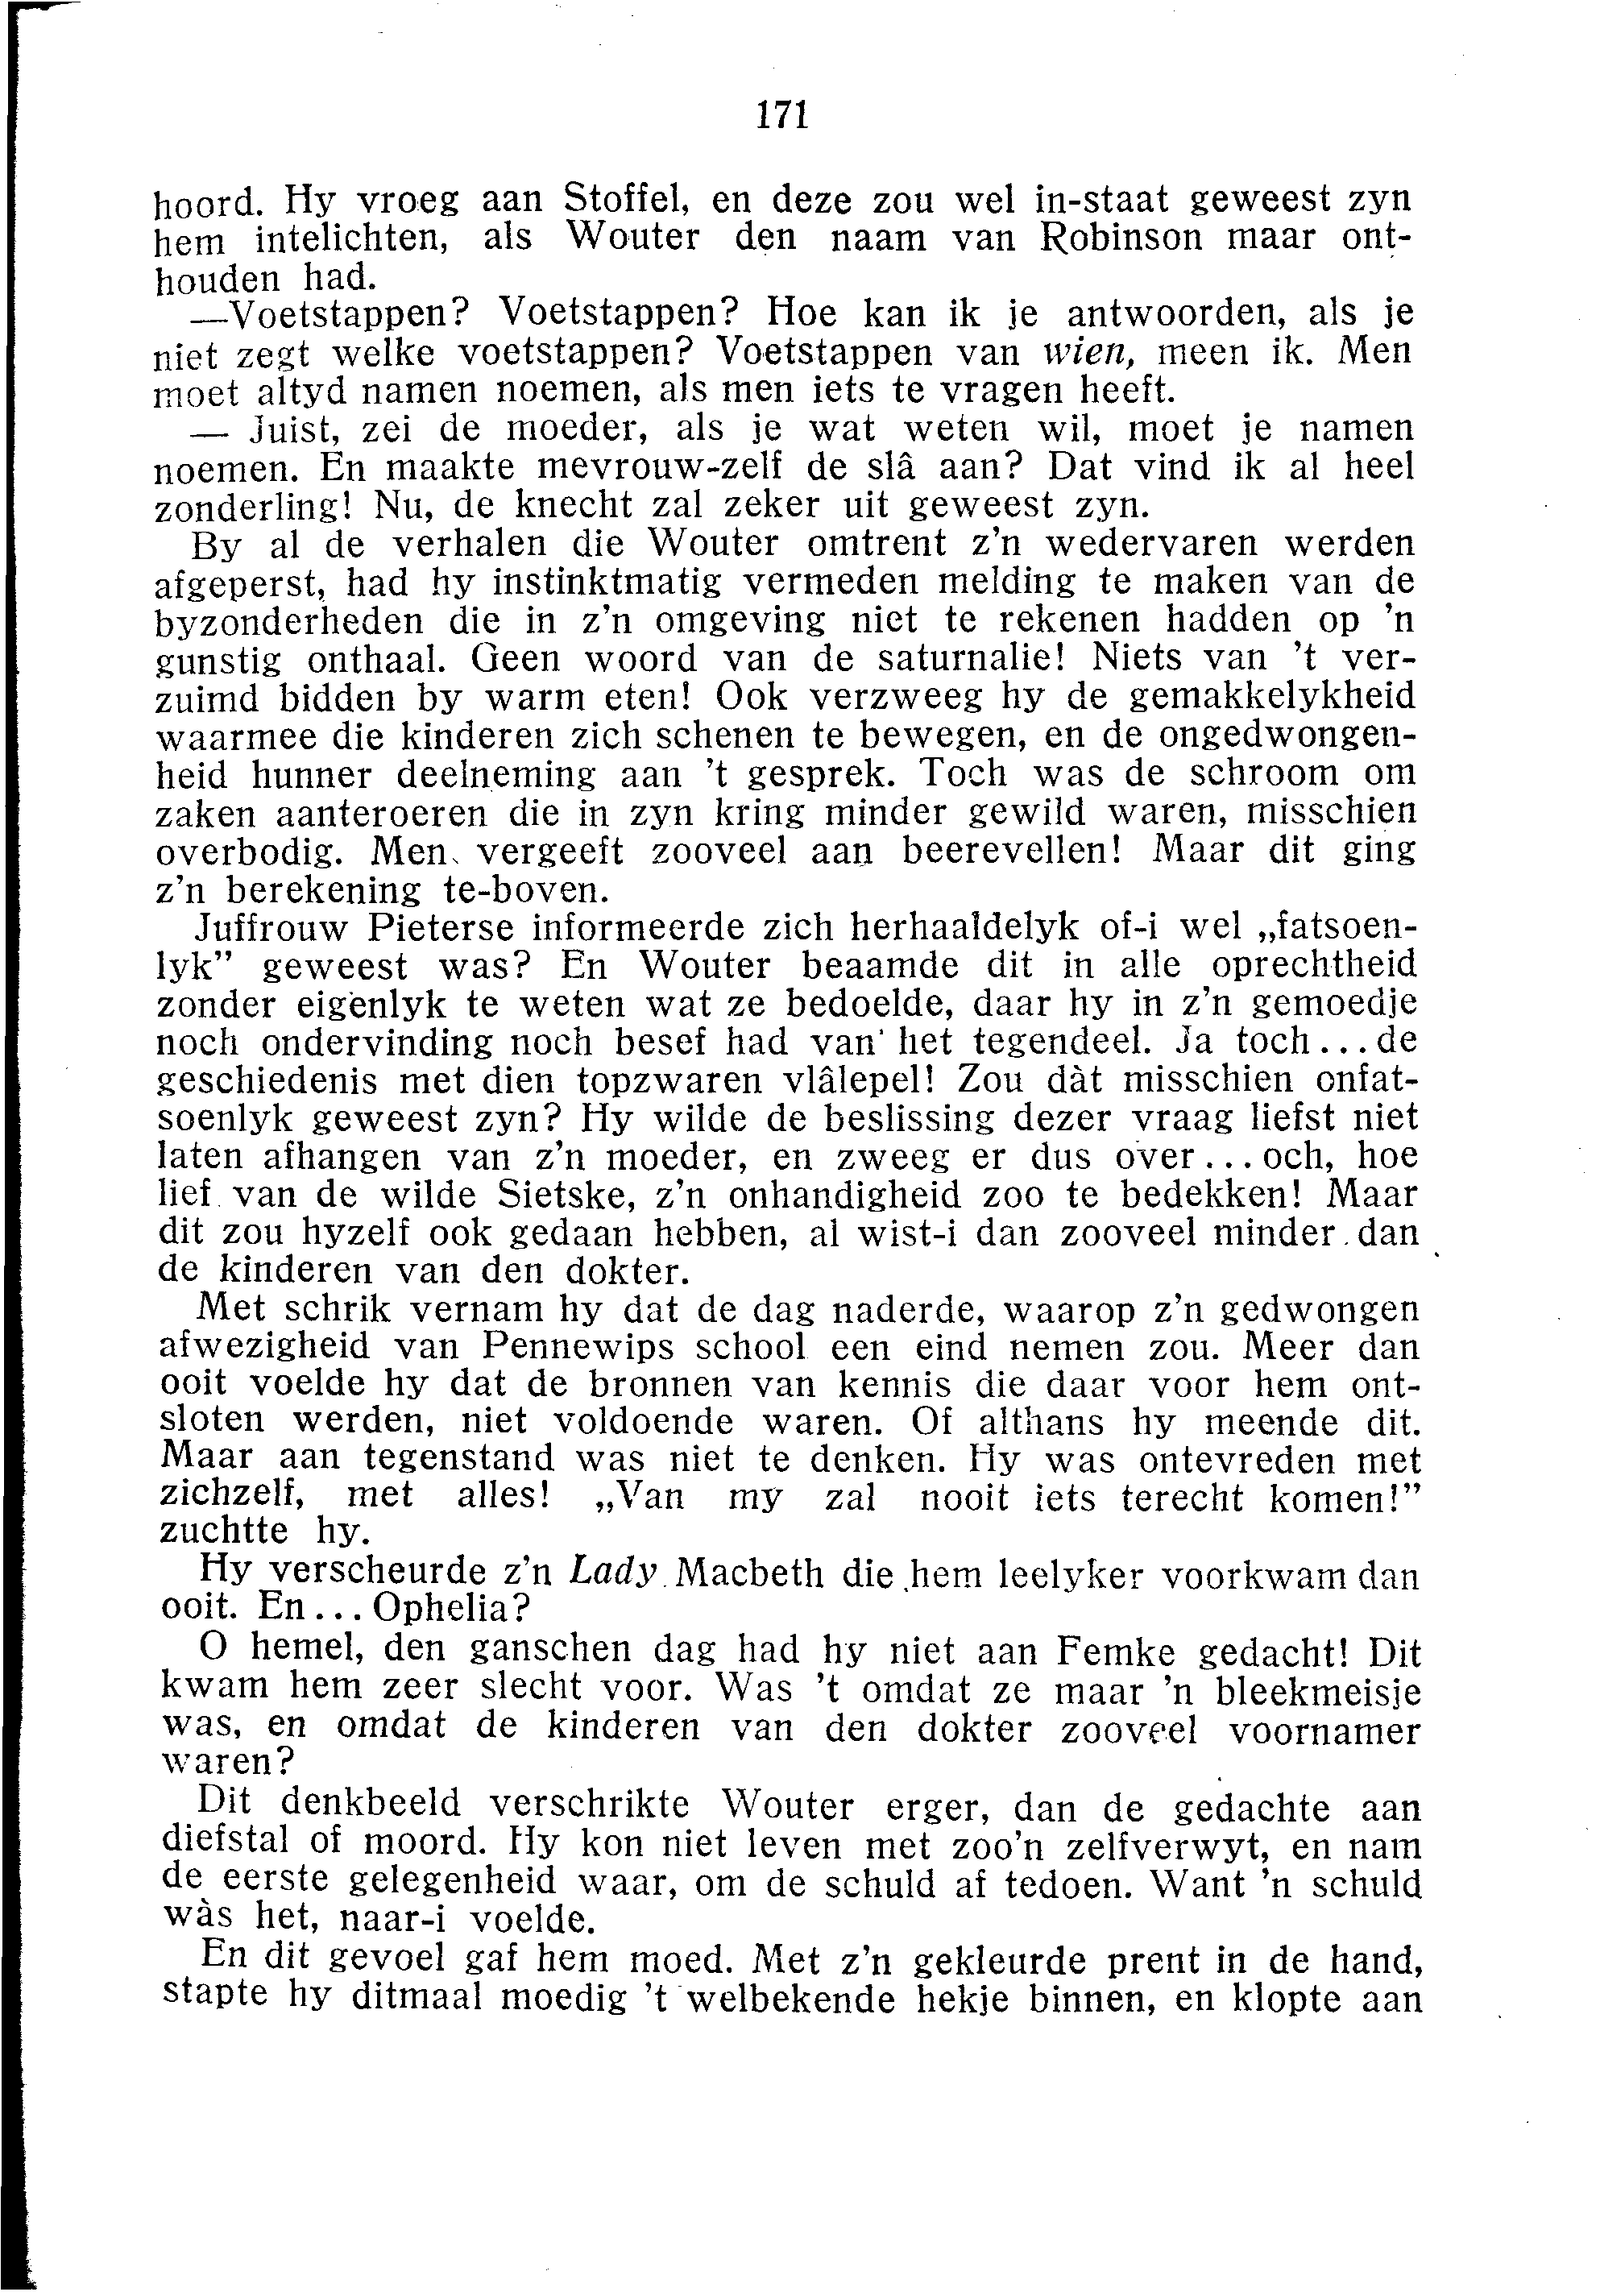 171
hoord. Hy vroeg aan Stoffel, en deze zou wel in-staat geweest zyn
hem intelichten, als Wouter den naam van Robinson maar ont-
houden had.
—Voetstappen? Voetstappen? Hoe kan ik je antwoorden, als je
niet zegt welke voetstappen? Voetstappen van wien, meen ik. Men
moet altyd namen noemen, als men iets te vragen heeft.
— Juist, zei de moeder, als je wat weten wil, moet je namen
noemen. En maakte mevrouw-zelf de slâ aan? Dat vind ik al heel
zonderling! Nu, de knecht zal zeker uit geweest zyn.
By al de verhalen die Wouter omtrent z'n wedervaren werden
afgeperst, had hy instinktmatig vermeden melding te maken van de
byzonderheden die in z'n omgeving niet te rekenen hadden op 'n
gunstig onthaal. Geen woord van de saturnalie! Niets van 't ver-
zuimd bidden by warm eten! Ook verzweeg hy de gemakkelykheid
waarmee die kinderen zich schenen te bewegen, en de ongedwongen-
heid hunner deelneming aan 't gesprek. Toch was de schroom om
zaken aanteroeren die in zyn kring minder gewild waren, misschien
overbodig. Men vergeeft zooveel aan beerevellen! Maar dit ging
z'n berekening te-boven.
Juffrouw Pieterse informeerde zich herhaaldelyk of-i wel „fatsoen-
lyk” geweest was? En Wouter beaamde dit in alle oprechtheid
zonder eigenlyk te weten wat ze bedoelde, daar hy in z'n gemoedje
noch ondervinding noch besef had van het tegendeel. Ja toch... de
geschiedenis met dien topzwaren vlâlepel! Zou dàt misschien onfat-
soenlyk geweest zyn? Hy wilde de beslissing dezer vraag liefst niet
laten afhangen van z'n moeder, en zweeg er dus over... och, hoe
lief van de wilde Sietske, z'n onhandigheid zoo te bedekken! Maar
dit zou hyzelf ook gedaan hebben, al wist-i dan zooveel minder dan
de kinderen van den dokter.
Met schrik vernam hy dat de dag naderde, waarop z'n gedwongen
afwezigheid van Pennewips school een eind nemen zou. Meer dan
ooit voelde hy dat de bronnen van kennis die daar voor hem ont-
sloten werden, niet voldoende waren. Of althans hy meende dit.
Maar aan tegenstand was niet te denken. Hy was ontevreden met
zichzelf, met alles! „Van my zal nooit iets terecht komen!”
zuchtte hy.
Hy verscheurde z'n Lady Macbeth die hem leelyker voorkwam dan
ooit. En... Ophelia?
O hemel, den ganschen dag had hy niet aan Femke gedacht! Dit
kwam hem zeer slecht voor. Was 't omdat ze maar 'n bleekmeisje
was, en omdat de kinderen van den dokter zooveel voornamer
waren?
Dit denkbeeld verschrikte Wouter erger, dan de gedachte aan
diefstal of moord. Hy kon niet leven met zoo'n zelfverwyt, en nam
de eerste gelegenheid waar, om de schuld af tedoen. Want 'n schuld
wàs het, naar-i voelde.
En dit gevoel gaf hem moed. Met z'n gekleurde prent in de hand,
stapte hy ditmaal moedig 't welbekende hekje binnen, en klopte aan